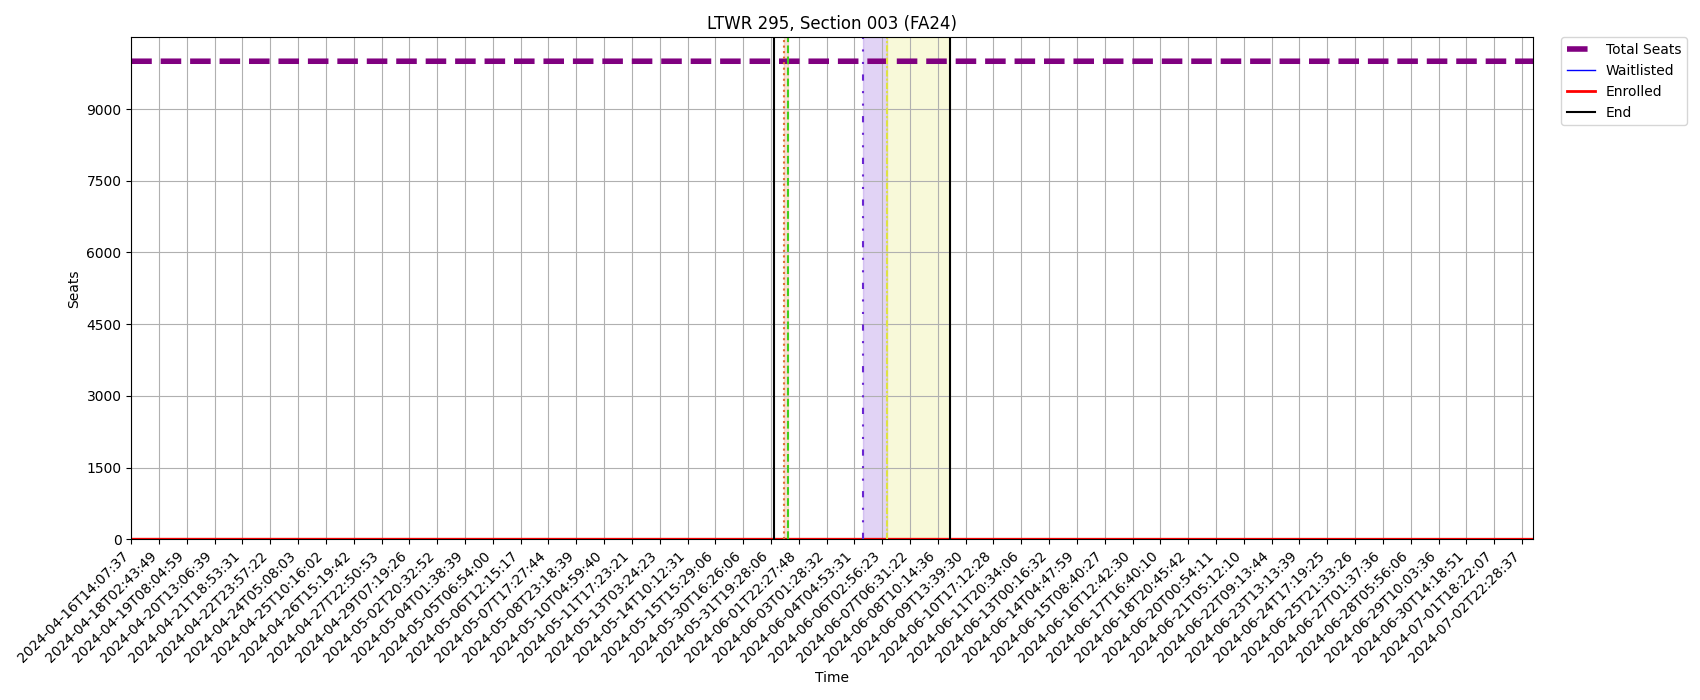 LTWR 295, Section 003 (FA24)
Total Seats
Waitlisted
Enrolled
End
Seats
9000
7500
6000
4500
3000
1500
0
2024-04-16T14:07:37
2024-04-18T02:43:49
2024-04-19T08:04:59
2024-04-20T13:06:39
2024-04-21T18:53:31
2024-04-22T23:57:22
2024-04-24T05:08:03
2024-04-25T10:16:02
2024-04-26T15:19:42
2024-04-27T22:50:53
2024-04-29T07:19:26
2024-05-02T20:32:52
2024-05-04T01:38:39
2024-05-05T06:54:00
2024-05-06T12:15:17
2024-05-07T17:27:44
2024-05-08T23:18:39
2024-05-10T04:59:40
2024-05-11T17:23:21
2024-05-13T03:24:23
2024-05-14T10:12:31
2024-05-15T15:29:06
2024-05-30T16:26:06
2024-05-31T19:28:06
2024-06-01T22:27:48
2024-06-03T01:28:32
2024-06-04T04:53:31
2024-06-06T02:56:23
2024-06-07T06:31:22
2024-06-08T10:14:36
2024-06-09T13:39:30
2024-06-10T17:12:28
2024-06-11T20:34:06
2024-06-13T00:16:32
2024-06-14T04:47:59
2024-06-15T08:40:27
2024-06-16T12:42:30
2024-06-17T16:40:10
2024-06-18T20:45:42
2024-06-20T00:54:11
2024-06-21T05:12:10
2024-06-22T09:13:44
2024-06-23T13:13:39
2024-06-24T17:19:25
2024-06-25T21:33:26
2024-06-27T01:37:36
2024-06-28T05:56:06
2024-06-29T10:03:36
2024-06-30T14:18:51
2024-07-01T18:22:07
2024-07-02T22:28:37
Time